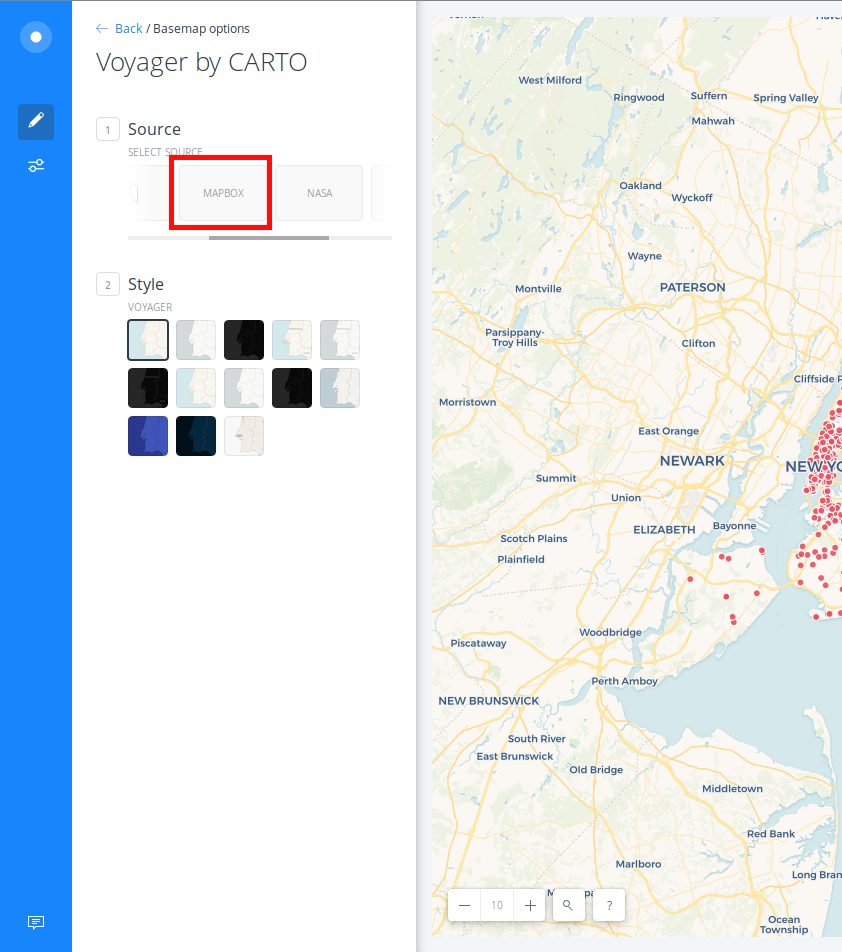 Back / Basemap options
Voyager by CARTO
1 Source
SELECT SOURCE
MAPBOX
NASA
2 Style
VOYAGER
West Milford
Ringwood
Suffern
Spring Valley
Mahwah
Oakland
Wyckoff
Wayne
Montville
PATERSON
Parsippany-
Troy Hills
Clifton
Cliffside P
Morristown
East Orange
NEWARK
NEW YO
Summit
Union
ELIZABETH
Bayonne
Scotch Plains
Plainfield
Woodbridge
Piscataway
Perth Amboy
NEW BRUNSWICK
South River
East Brunswick
Old Bridge
Middletown
Red Bank
Marlboro
Long Bran
10
?
Ocean
Township